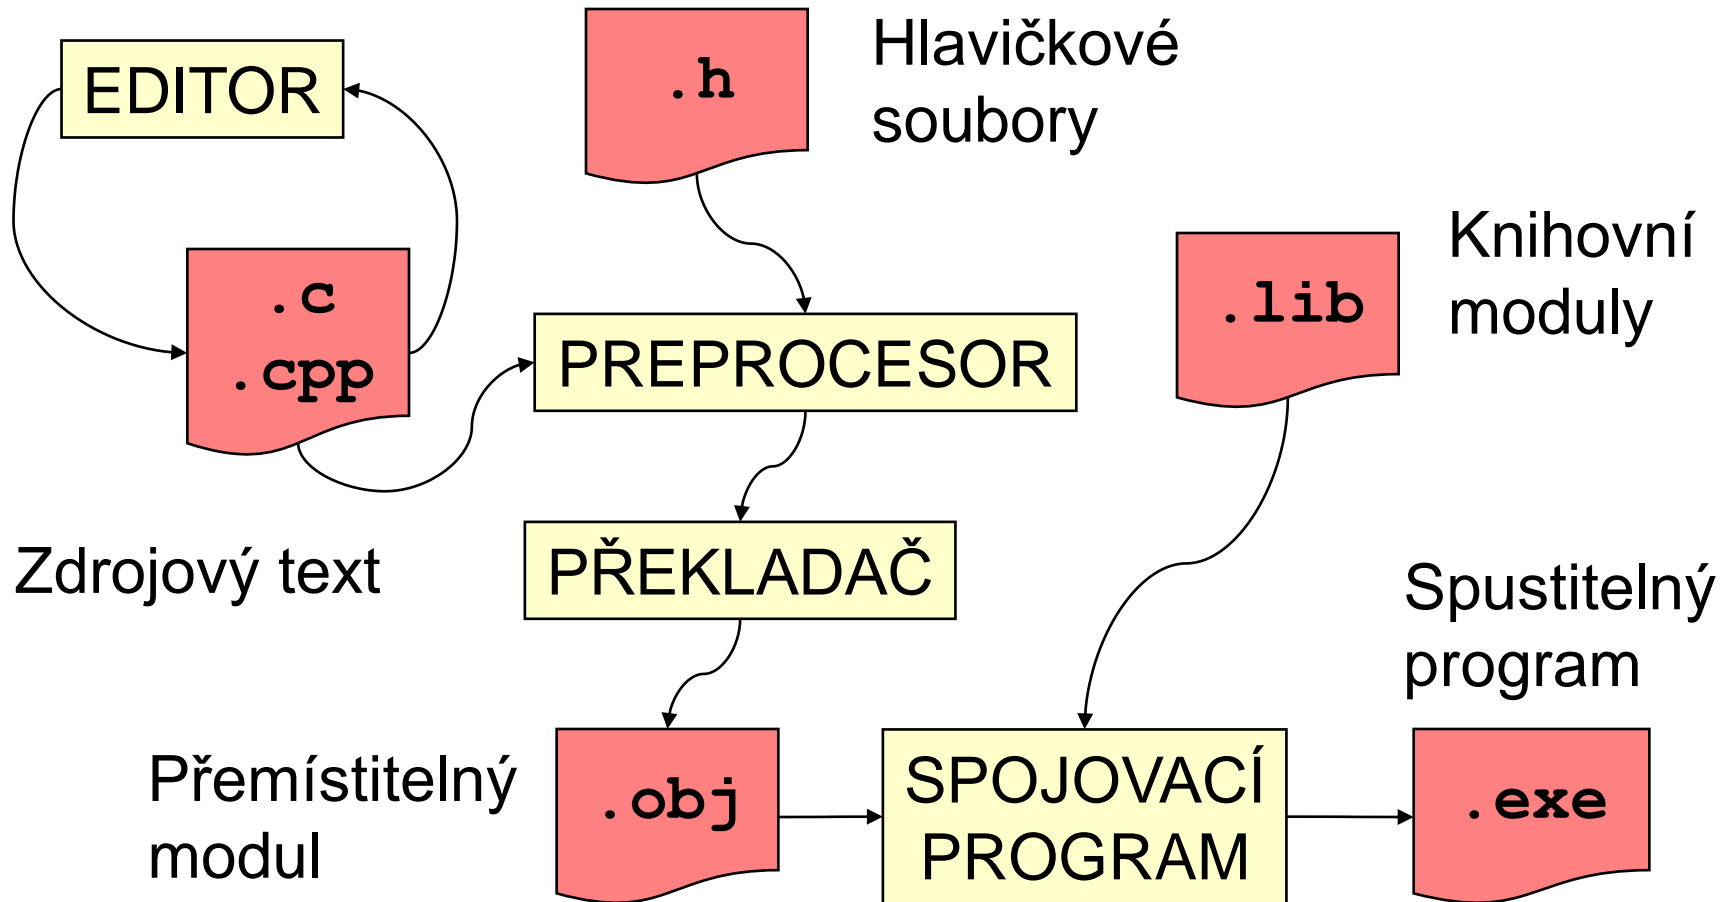 EDITOR
.h
Hlavičkové
soubory
.c
.cpp
Zdrojový text
PREPROCESOR
.lib
Knihovní
moduly
PŘEKLADAČ
Přemístitelný
modul
.obj
SPOJOVACÍ
PROGRAM
Spustitelný
program
.exe